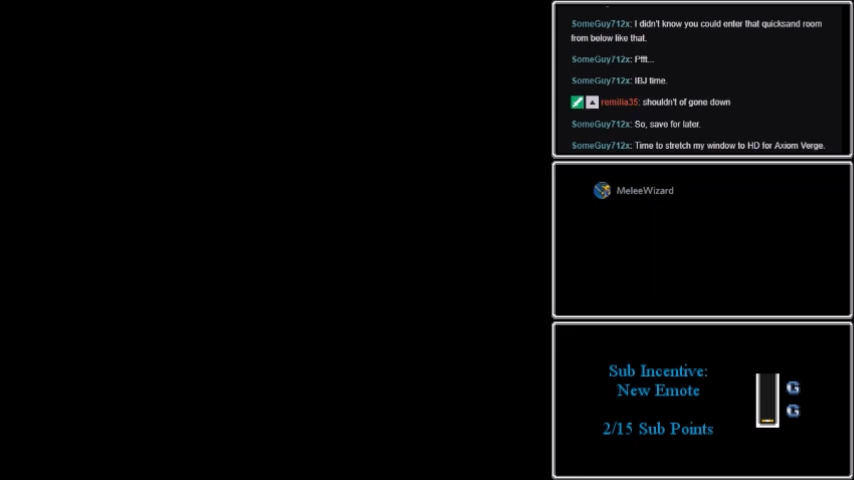 SomeGuy712x: I didn't know you could enter that quicksand room
from below like that.
SomeGuy712x: Pfft...
SomeGuy712x: IBJ time.
remilia35: shouldn't of gone down
SomeGuy712x: So, save for later.
SomeGuy712x: Time to stretch my window to HD for Axiom Verge.
MeleeWizard
Sub Incentive:
New Emote
G
G
2/15 Sub Points